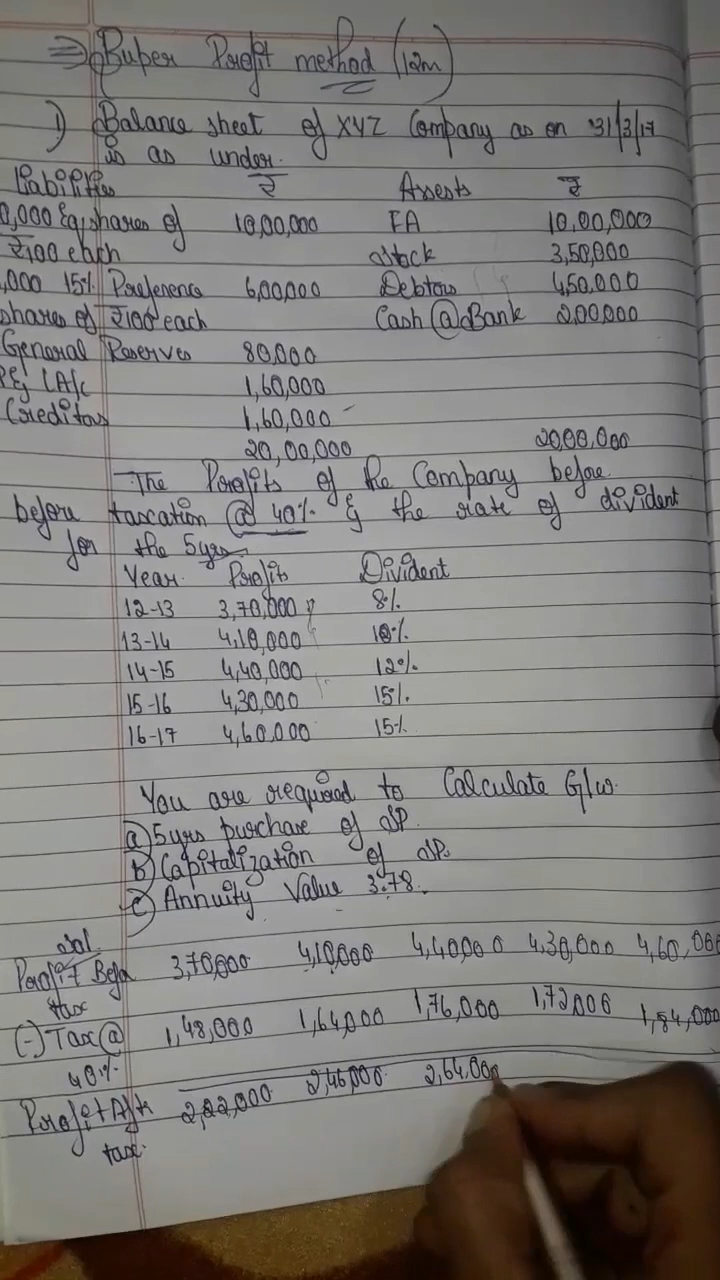 ⇒ Super Profit method (12m)
1) Balance sheet of XYZ Company as on 31/3/17
is as under.
Liabilities ₹ Assests ₹
0,000 Eq. shares of 10,00,000 FA 10,00,000
₹100 each Stock 3,50,000
,000 15% Preference 6,00,000 Debtors 4,50,000
shares of ₹100 each Cash @ Bank 2,00,000
General Reserves 80,000
P&L A/c 1,60,000
Creditors 1,60,000
20,00,000 2000,000
The Profits of the Company before
before taxation @ 40% & the rate of divident
for the 5yrs
Year. Profits Divident
12-13 3,70,000 8%
13-14 4,10,000 10%
14-15 4,40,000 12%
15-16 4,30,000 15%
16-17 4,60,000 15%
You are required to Calculate G/w.
a) 5yrs purchase of SP.
b) Capitalization of SP.
c) Annuity Value 3.78.
Sol
Profit Befo 3,70,000 4,10,000 4,40,000 4,30,000 4,60,000
tax
(-) Tax @ 1,48,000 1,64,000 1,76,000 1,72,000 1,84,000
40%
Profit Aft 2,22,000 2,46,000 2,64,000
tax.